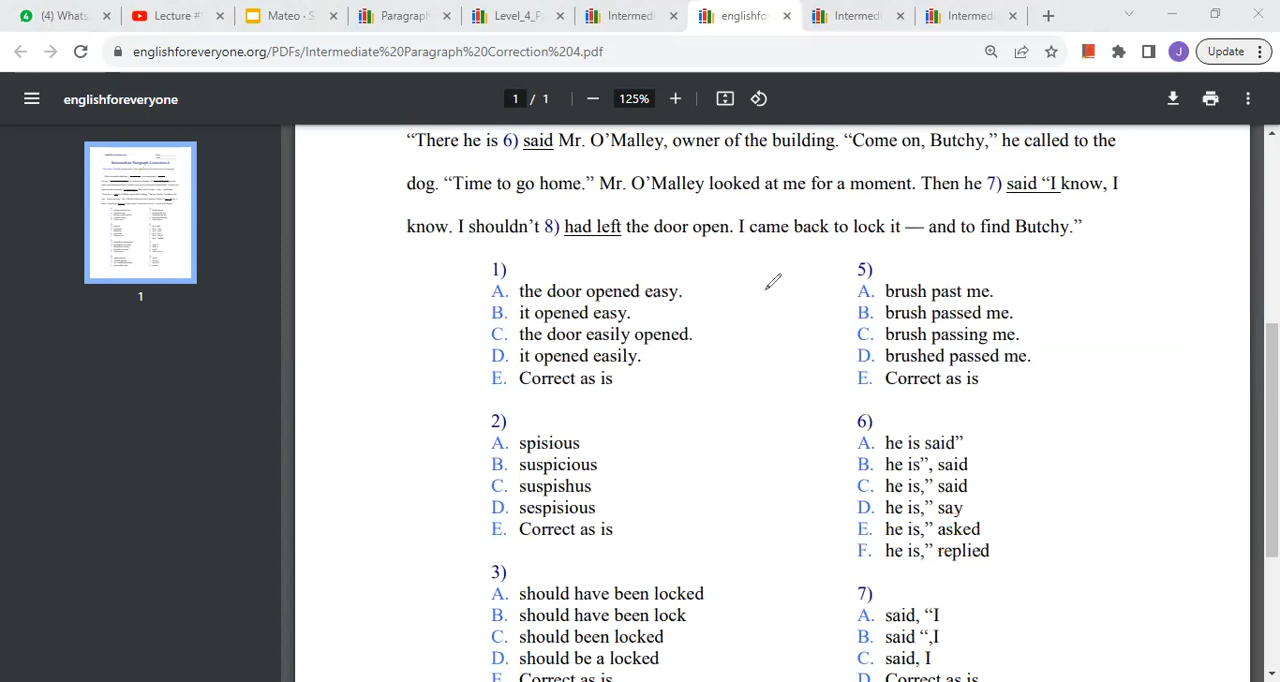 (4) Whats
Lecture #
Mateo · S
Paragraph
Level_4_P
Intermedi
englishfo
Intermedi
Intermedi
englishforeveryone.org/PDFs/Intermediate%20Paragraph%20Correction%204.pdf
J
Update
englishforeveryone
1 / 1
125%
1
“There he is 6) said Mr. O’Malley, owner of the building. “Come on, Butchy,” he called to the
dog. “Time to go home,” Mr. O’Malley looked at me for a moment. Then he 7) said “I know, I
know. I shouldn’t 8) had left the door open. I came back to lock it — and to find Butchy.”
1)
A. the door opened easy.
B. it opened easy.
C. the door easily opened.
D. it opened easily.
E. Correct as is
2)
A. spisious
B. suspicious
C. suspishus
D. sespisious
E. Correct as is
3)
A. should have been locked
B. should have been lock
C. should been locked
D. should be a locked
E. Correct as is
5)
A. brush past me.
B. brush passed me.
C. brush passing me.
D. brushed passed me.
E. Correct as is
6)
A. he is said”
B. he is”, said
C. he is,” said
D. he is,” say
E. he is,” asked
F. he is,” replied
7)
A. said, “I
B. said “,I
C. said, I
D. Correct as is